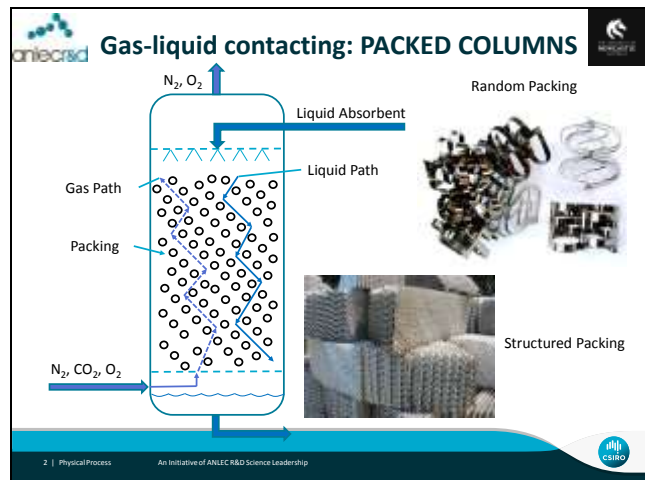 anlecr&d
Gas-liquid contacting: PACKED COLUMNS
N₂, O₂
Random Packing
Liquid Absorbent
Gas Path
Liquid Path
Packing
Structured Packing
N₂, CO₂, O₂
2 | Physical Process
An Initiative of ANLEC R&D Science Leadership
CSIRO